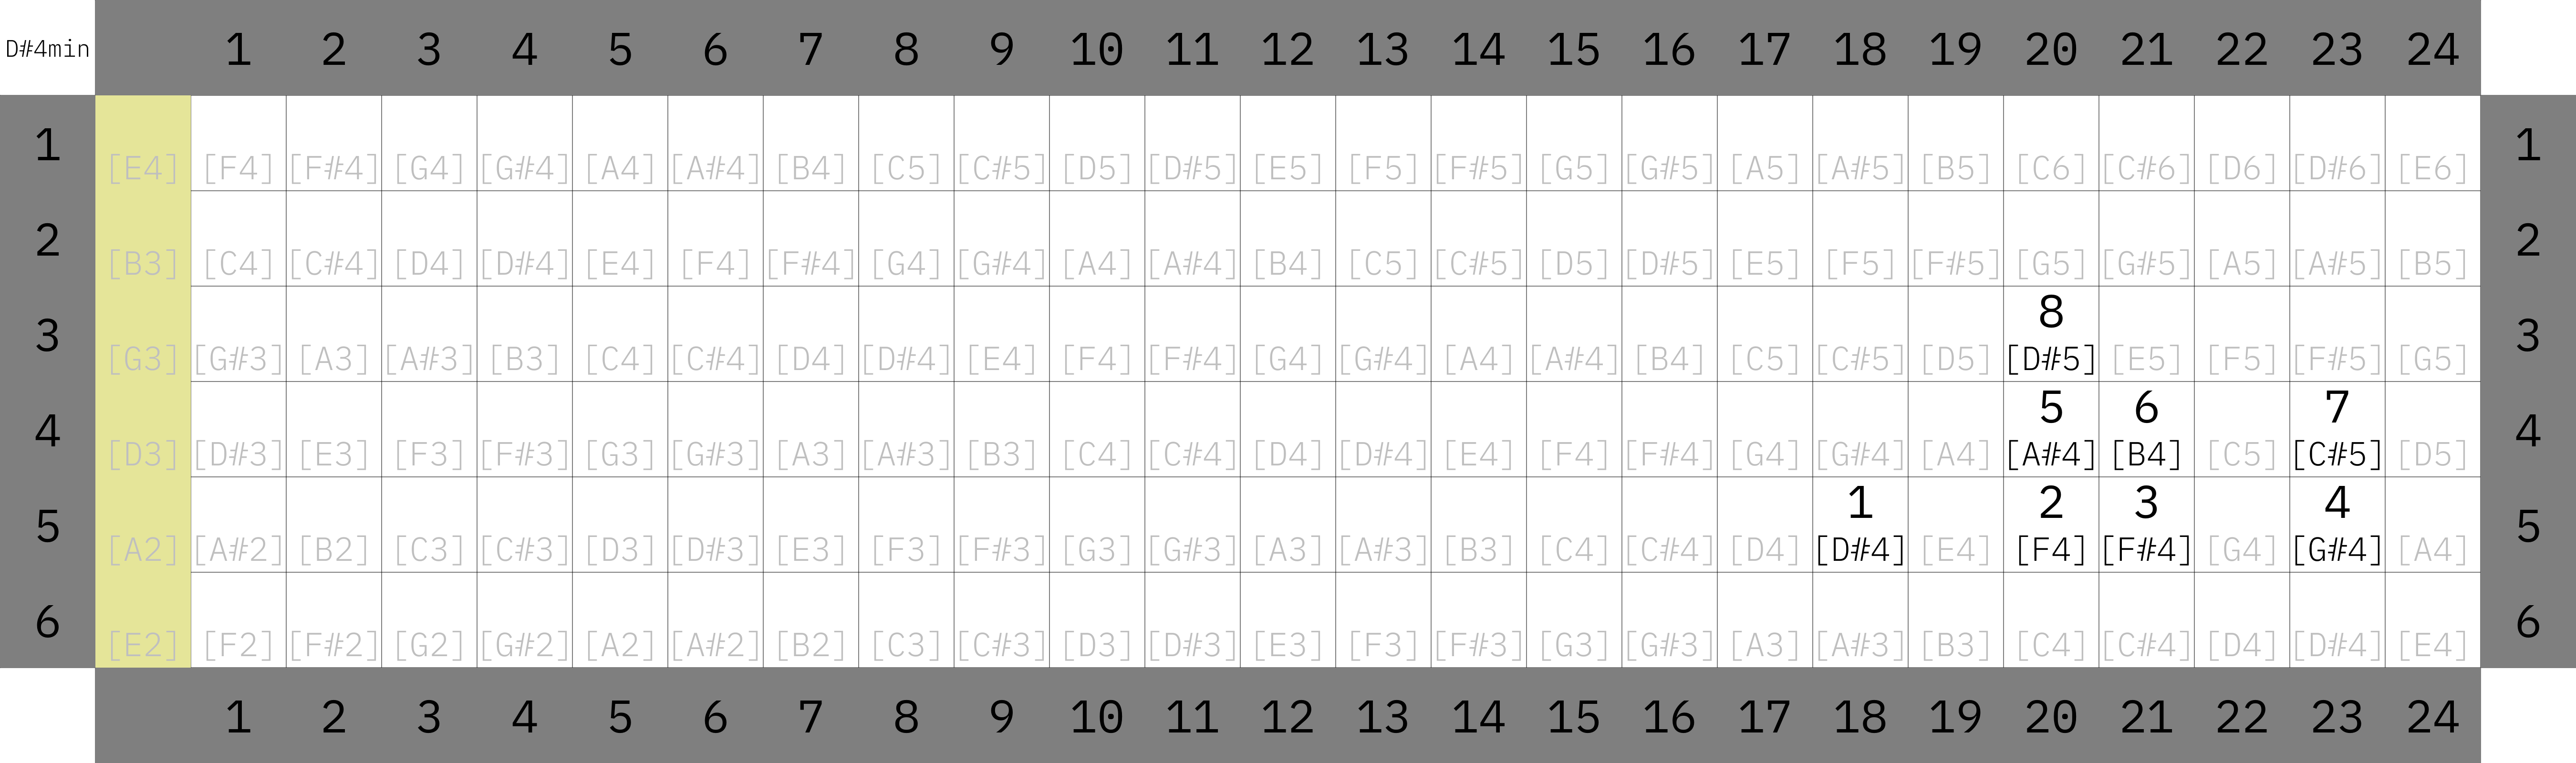 D#4min 1 2 3 4 5 6 7 8 9 10 11 12 13 14 15 16 17 18 19 20 21 22 23 24
1 [E4] [F4] [F#4] [G4] [G#4] [A4] [A#4] [B4] [C5] [C#5] [D5] [D#5] [E5] [F5] [F#5] [G5] [G#5] [A5] [A#5] [B5] [C6] [C#6] [D6] [D#6] [E6] 1
2 [B3] [C4] [C#4] [D4] [D#4] [E4] [F4] [F#4] [G4] [G#4] [A4] [A#4] [B4] [C5] [C#5] [D5] [D#5] [E5] [F5] [F#5] [G5] [G#5] [A5] [A#5] [B5] 2
8
3 [G3] [G#3] [A3] [A#3] [B3] [C4] [C#4] [D4] [D#4] [E4] [F4] [F#4] [G4] [G#4] [A4] [A#4] [B4] [C5] [C#5] [D5] [D#5] [E5] [F5] [F#5] [G5] 3
5 6 7
4 [D3] [D#3] [E3] [F3] [F#3] [G3] [G#3] [A3] [A#3] [B3] [C4] [C#4] [D4] [D#4] [E4] [F4] [F#4] [G4] [G#4] [A4] [A#4] [B4] [C5] [C#5] [D5] 4
1 2 3 4
5 [A2] [A#2] [B2] [C3] [C#3] [D3] [D#3] [E3] [F3] [F#3] [G3] [G#3] [A3] [A#3] [B3] [C4] [C#4] [D4] [D#4] [E4] [F4] [F#4] [G4] [G#4] [A4] 5
6 [E2] [F2] [F#2] [G2] [G#2] [A2] [A#2] [B2] [C3] [C#3] [D3] [D#3] [E3] [F3] [F#3] [G3] [G#3] [A3] [A#3] [B3] [C4] [C#4] [D4] [D#4] [E4] 6
1 2 3 4 5 6 7 8 9 10 11 12 13 14 15 16 17 18 19 20 21 22 23 24